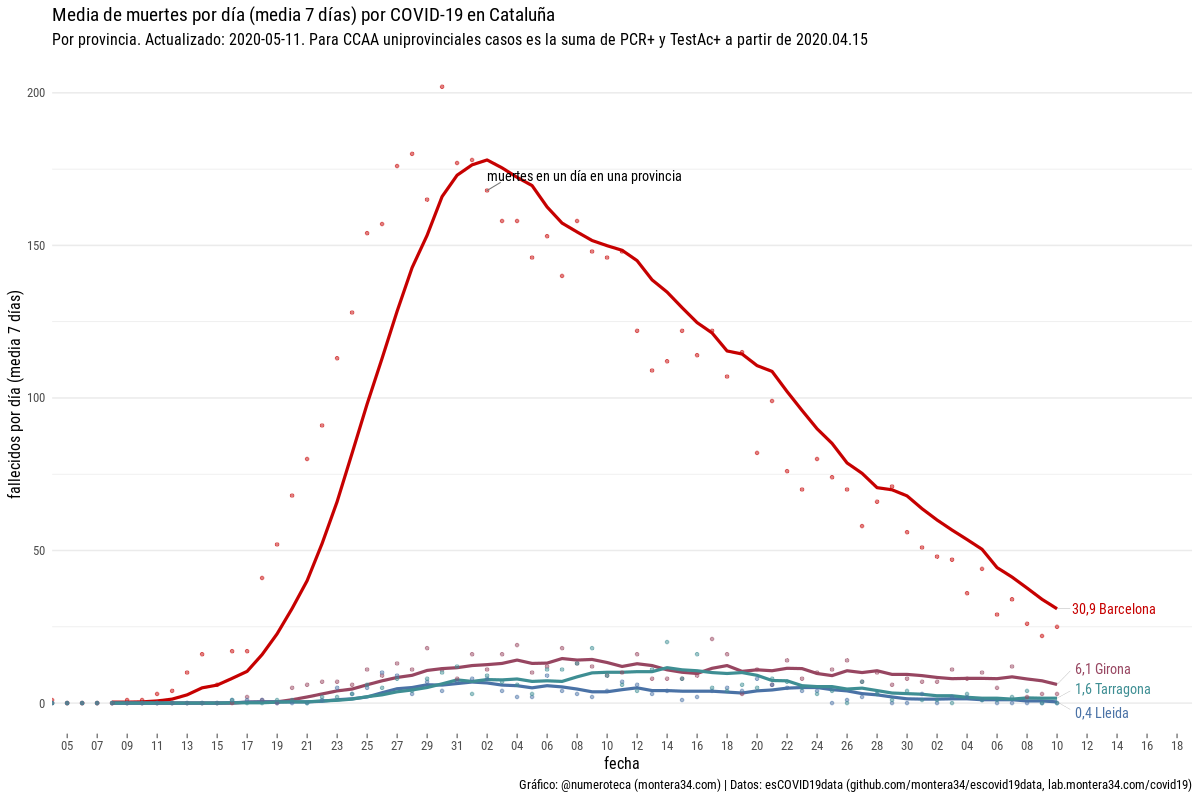 Media de muertes por día (media 7 días) por COVID-19 en Cataluña
Por provincia. Actualizado: 2020-05-11. Para CCAA uniprovinciales casos es la suma de PCR+ y TestAc+ a partir de 2020.04.15
fallecidos por día (media 7 días)
200
150
100
50
0
muertes en un día en una provincia
30,9 Barcelona
6,1 Girona
1,6 Tarragona
0,4 Lleida
05 07 09 11 13 15 17 19 21 23 25 27 29 31 02 04 06 08 10 12 14 16 18 20 22 24 26 28 30 02 04 06 08 10 12 14 16 18
fecha
Gráfico: @numeroteca (montera34.com) | Datos: esCOVID19data (github.com/montera34/escovid19data, lab.montera34.com/covid19)